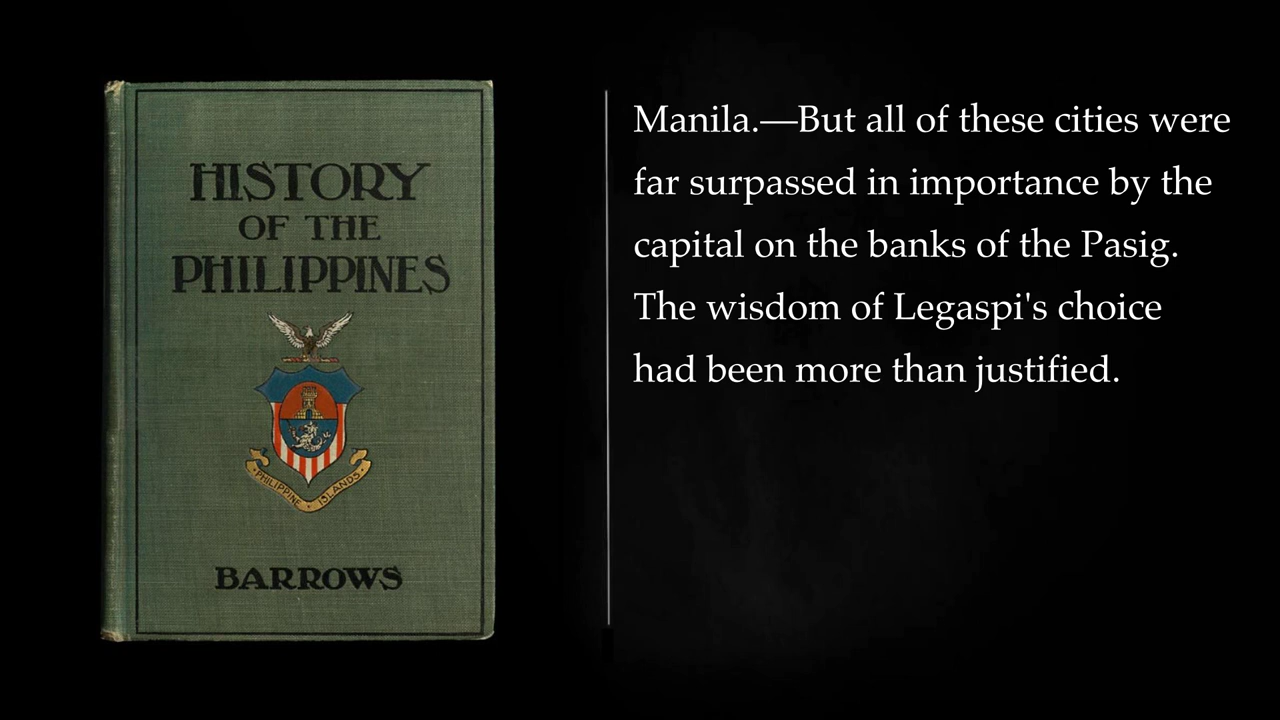 HISTORY
OF THE
PHILIPPINES
PHILIPPINE ISLANDS
BARROWS
Manila.—But all of these cities were
far surpassed in importance by the
capital on the banks of the Pasig.
The wisdom of Legaspi's choice
had been more than justified.